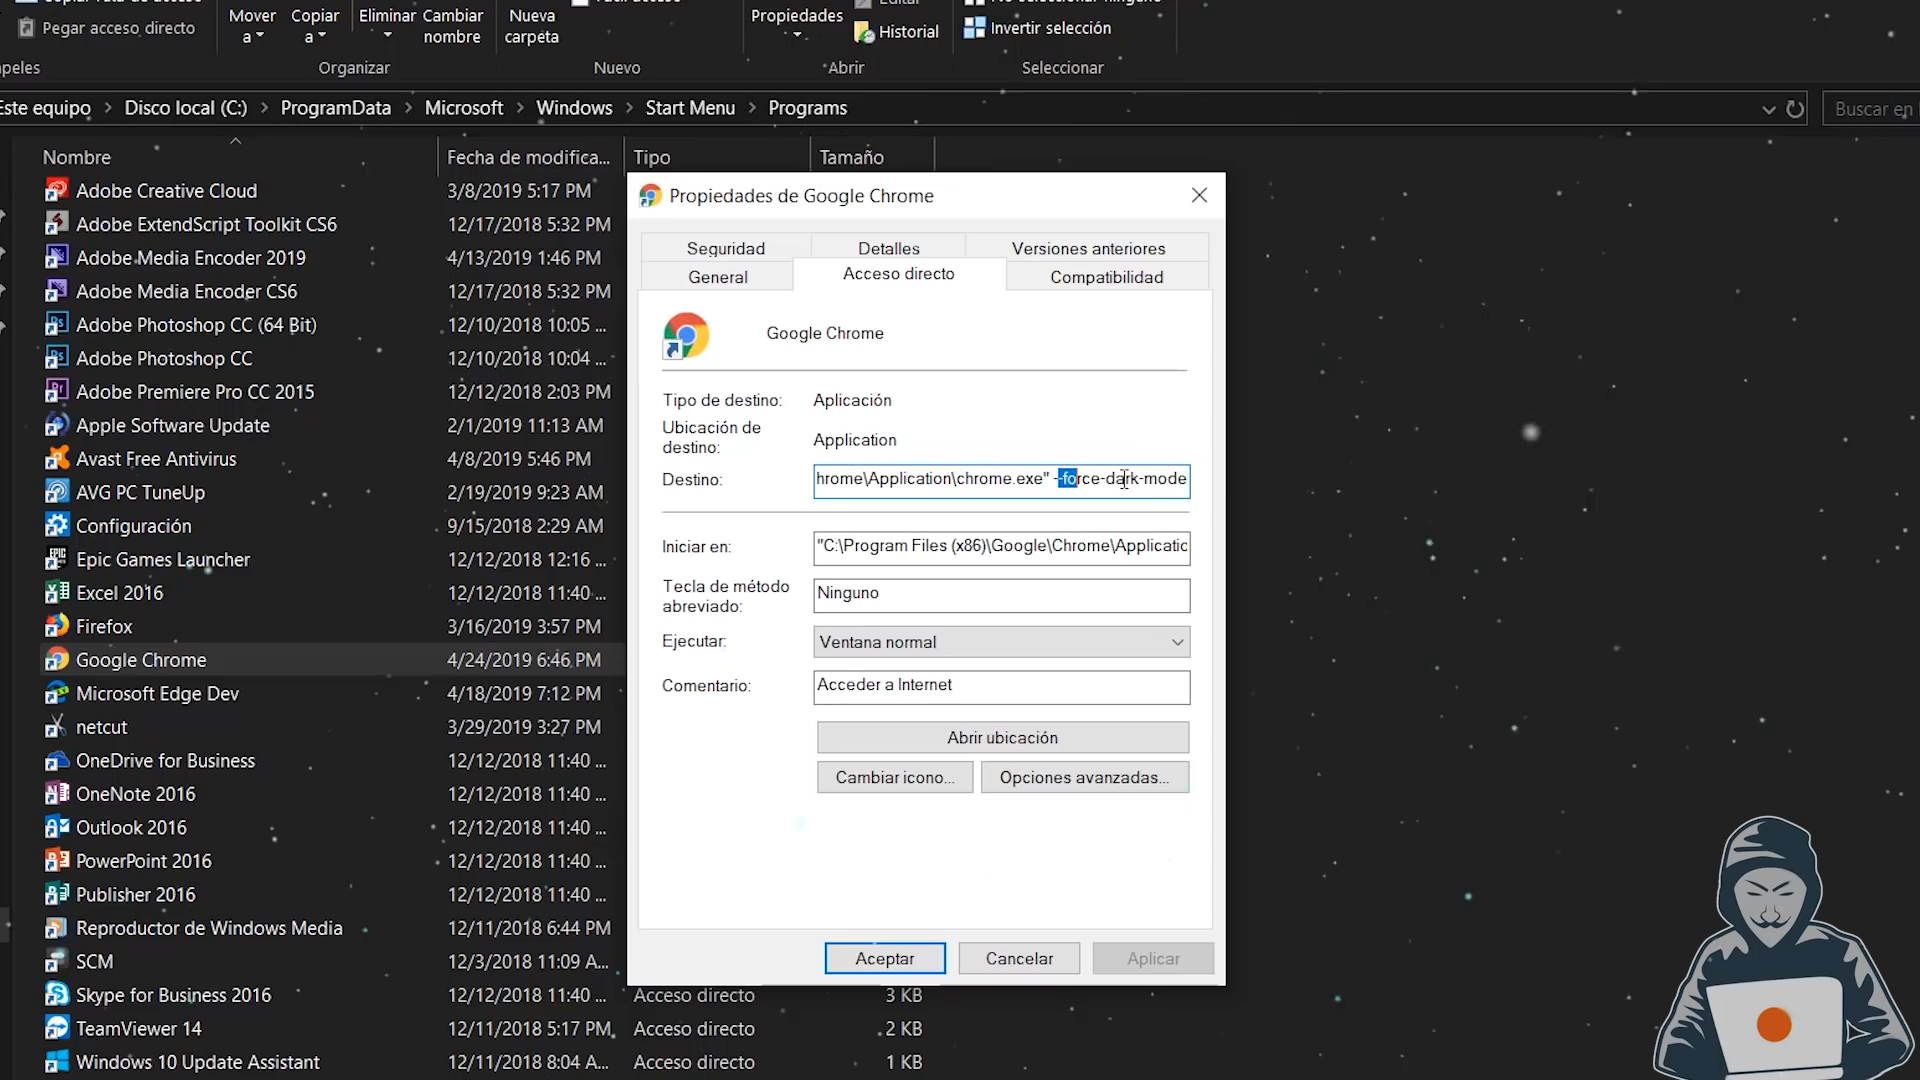 Pegar acceso directo
Mover a
Copiar a
Eliminar
Cambiar nombre
Nueva carpeta
Propiedades
Editar
Historial
Invertir selección
peles
Organizar
Nuevo
Abrir
Seleccionar
Este equipo > Disco local (C:) > ProgramData > Microsoft > Windows > Start Menu > Programs
Buscar en
Nombre Fecha de modifica... Tipo Tamaño
Adobe Creative Cloud 3/8/2019 5:17 PM
Adobe ExtendScript Toolkit CS6 12/17/2018 5:32 PM
Adobe Media Encoder 2019 4/13/2019 1:46 PM
Adobe Media Encoder CS6 12/17/2018 5:32 PM
Adobe Photoshop CC (64 Bit) 12/10/2018 10:05 ...
Adobe Photoshop CC 12/10/2018 10:04 ...
Adobe Premiere Pro CC 2015 12/12/2018 2:03 PM
Apple Software Update 2/1/2019 11:13 AM
Avast Free Antivirus 4/8/2019 5:46 PM
AVG PC TuneUp 2/19/2019 9:23 AM
Configuración 9/15/2018 2:29 AM
Epic Games Launcher 12/12/2018 12:16 ...
Excel 2016 12/12/2018 11:40 ...
Firefox 3/16/2019 3:57 PM
Google Chrome 4/24/2019 6:46 PM
Microsoft Edge Dev 4/18/2019 7:12 PM
netcut 3/29/2019 3:27 PM
OneDrive for Business 12/12/2018 11:40 ...
OneNote 2016 12/12/2018 11:40 ...
Outlook 2016 12/12/2018 11:40 ...
PowerPoint 2016 12/12/2018 11:40 ...
Publisher 2016 12/12/2018 11:40 ...
Reproductor de Windows Media 12/11/2018 6:44 PM
SCM 12/3/2018 11:09 A...
Skype for Business 2016 12/12/2018 11:40 ... Acceso directo 3 KB
TeamViewer 14 12/11/2018 5:17 PM Acceso directo 2 KB
Windows 10 Update Assistant 12/11/2018 8:04 A... Acceso directo 1 KB
Propiedades de Google Chrome
Seguridad Detalles Versiones anteriores
General Acceso directo Compatibilidad
Google Chrome
Tipo de destino: Aplicación
Ubicación de destino: Application
Destino: hrome\Application\chrome.exe" --force-dark-mode
Iniciar en: "C:\Program Files (x86)\Google\Chrome\Applicatic
Tecla de método abreviado: Ninguno
Ejecutar: Ventana normal
Comentario: Acceder a Internet
Abrir ubicación
Cambiar icono... Opciones avanzadas...
Aceptar Cancelar Aplicar